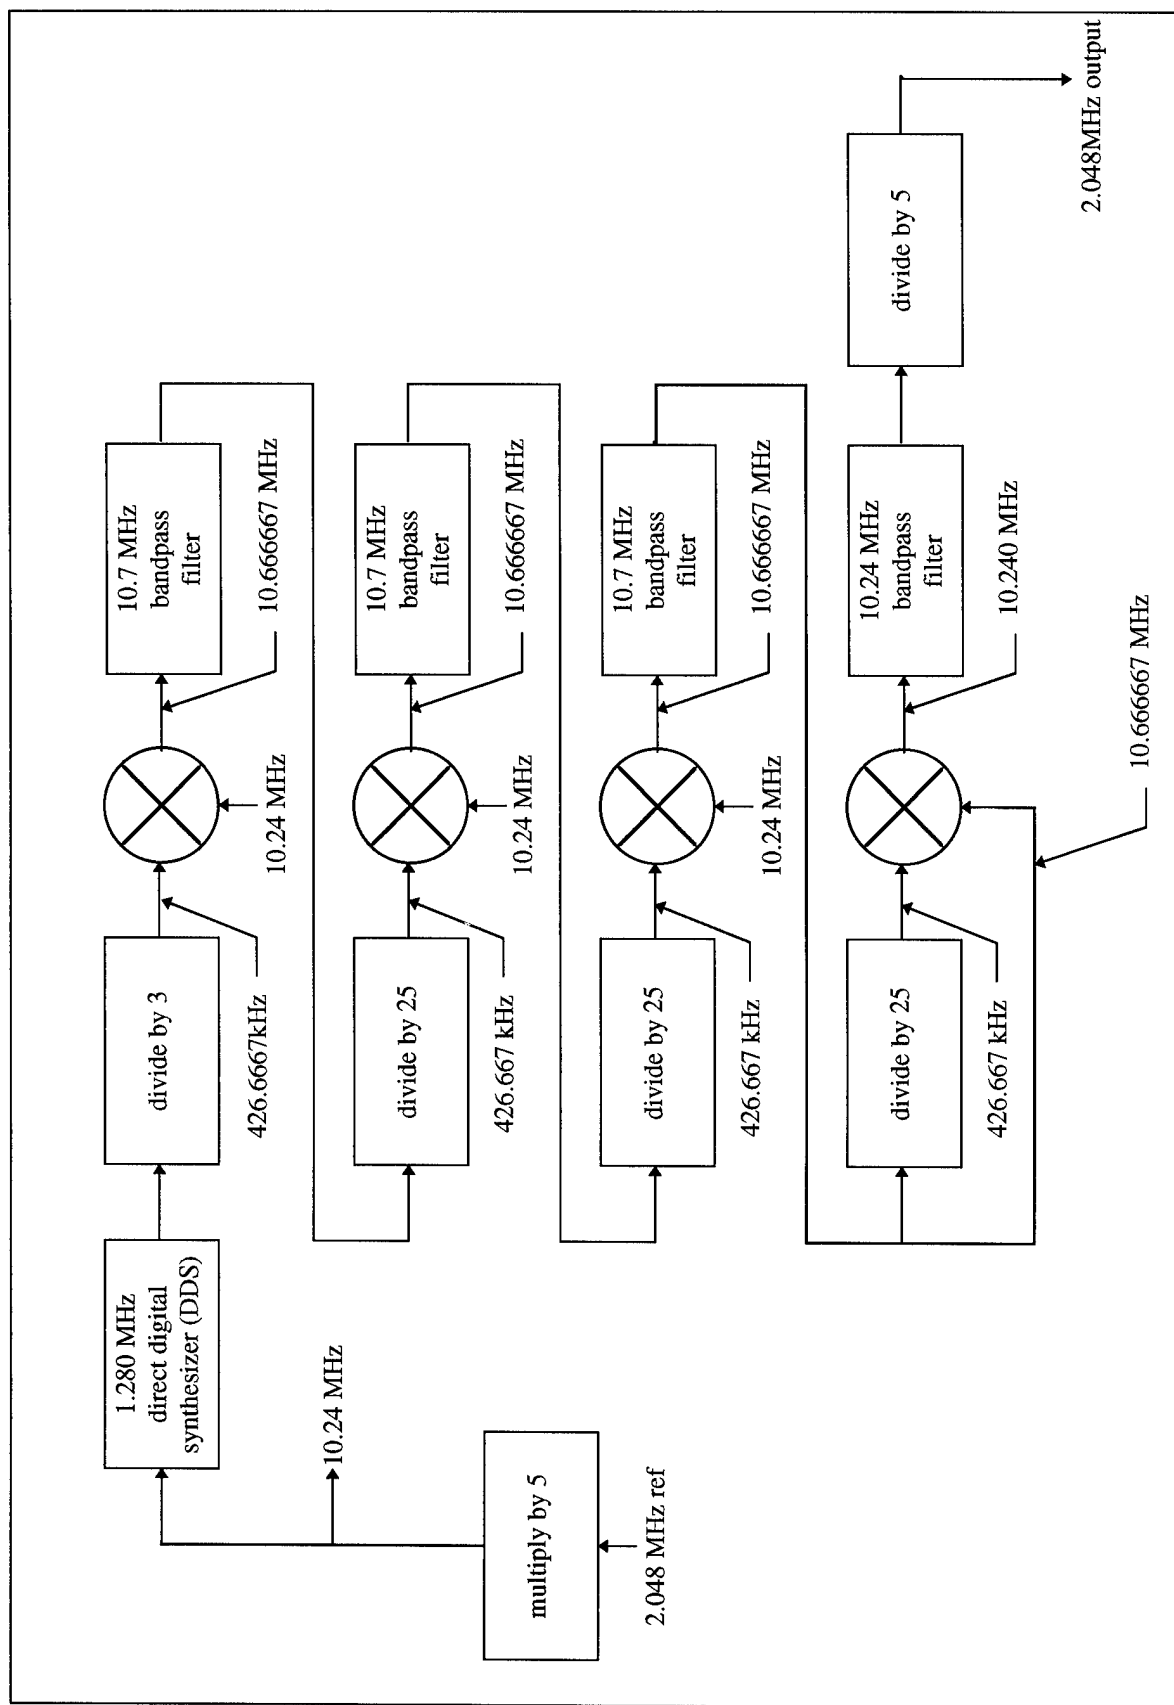 1.280 MHz
direct digital
synthesizer (DDS)
divide by 3
10.7 MHz
bandpass
filter
426.6667kHz
10.24 MHz
10.666667 MHz
10.24 MHz
multiply by 5
2.048 MHz ref
divide by 25
10.7 MHz
bandpass
filter
426.667 kHz
10.24 MHz
10.666667 MHz
divide by 25
10.7 MHz
bandpass
filter
426.667 kHz
10.24 MHz
10.666667 MHz
divide by 25
10.24 MHz
bandpass
filter
divide by 5
426.667 kHz
10.240 MHz
10.666667 MHz
2.048MHz output